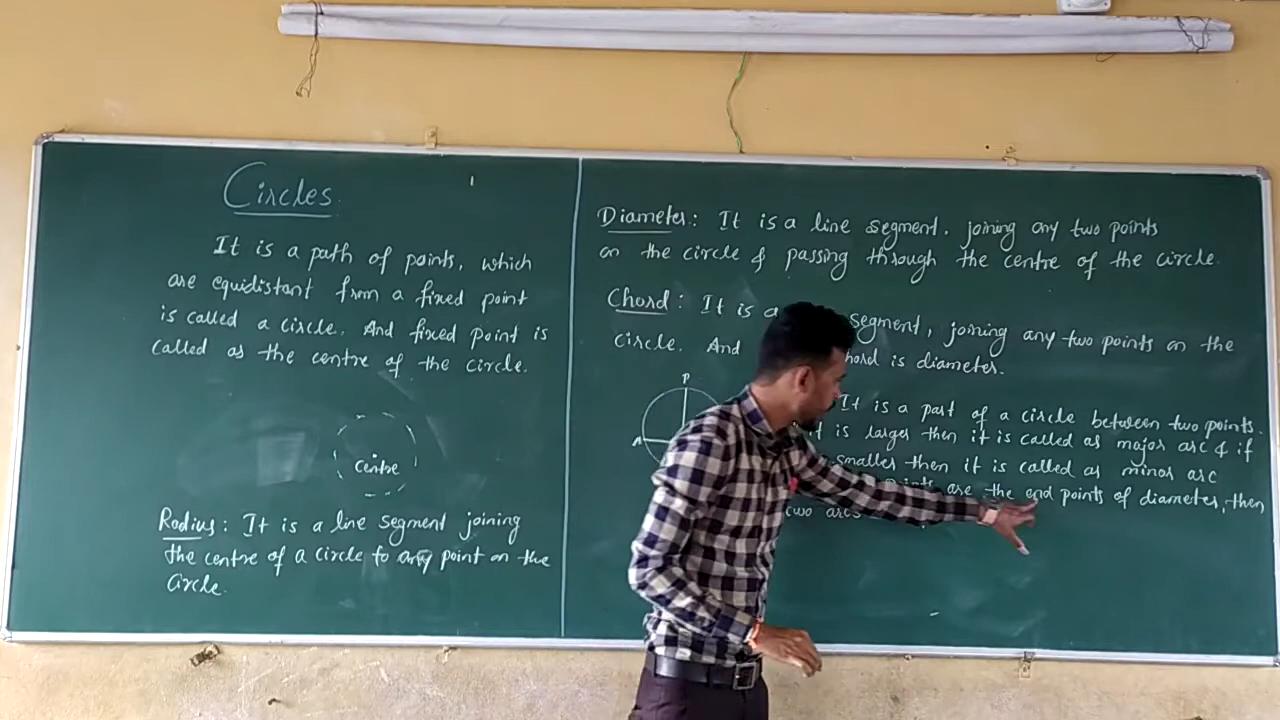 Circles.
It is a path of points, which
are equidistant from a fixed point
is called a circle. And fixed point is
called as the centre of the circle.
Centre
Radius: It is a line segment joining
the centre of a circle to any point on the
circle.
Diameter: It is a line segment, joining any two points
on the circle & passing through the centre of the circle.
Chord: It is a segment, joining any two points on the
circle. And chord is diameter.
P
A
It is a part of a circle between two points.
it is larger then it is called as major arc & if
smaller then it is called as minor arc
points are the end points of diameter, then
two arcs